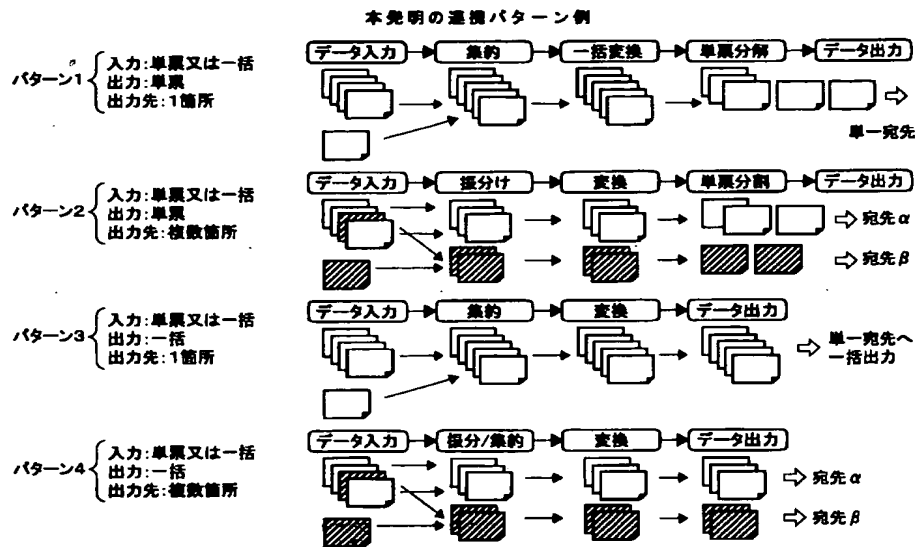 本発明の連携パターン例
データ入力 集約 一括変換 単票分解 データ出力
パターン1 入力:単票又は一括
出力:単票
出力先:1箇所
単一宛先
データ入力 振分け 変換 単票分割 データ出力
パターン2 入力:単票又は一括
出力:単票
出力先:複数箇所
宛先α
宛先β
データ入力 集約 変換 データ出力
パターン3 入力:単票又は一括
出力:一括
出力先:1箇所
単一宛先へ
一括出力
データ入力 振分/集約 変換 データ出力
パターン4 入力:単票又は一括
出力:一括
出力先:複数箇所
宛先α
宛先β